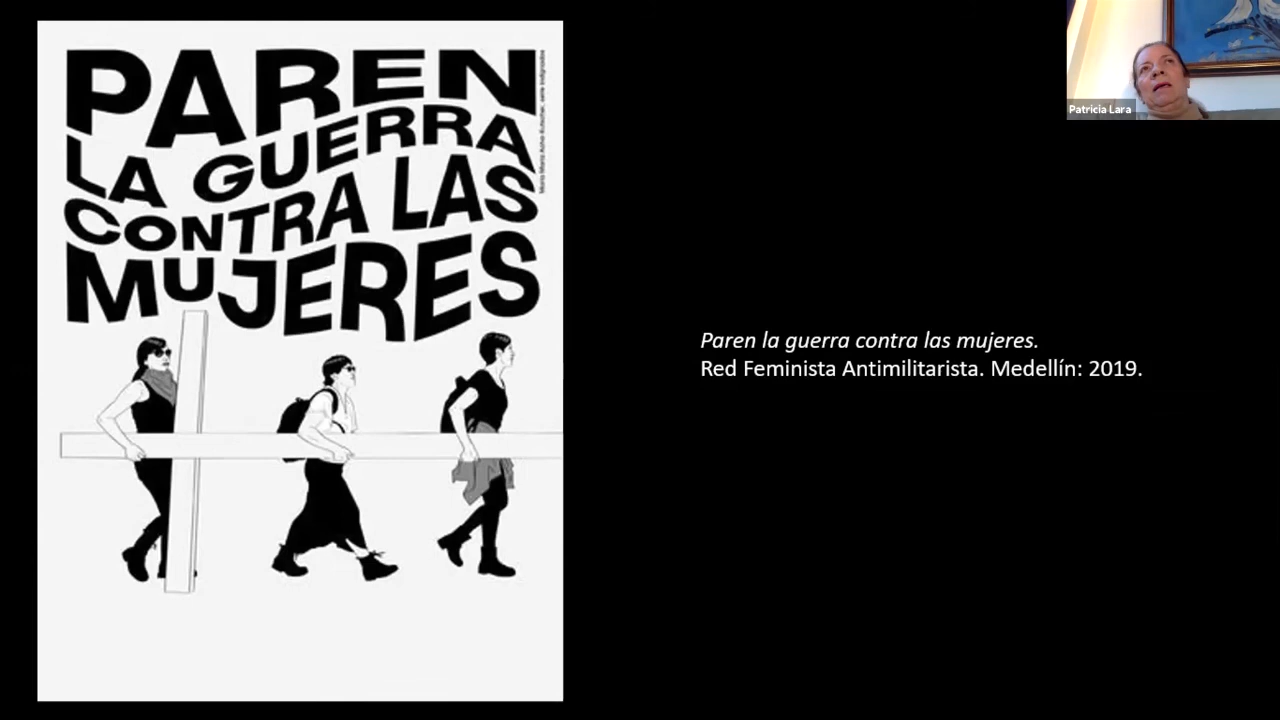 PAREN
LA GUERRA
CONTRA LAS
MUJERES
Paren la guerra contra las mujeres.
Red Feminista Antimilitarista. Medellín: 2019.
Patricia Lara